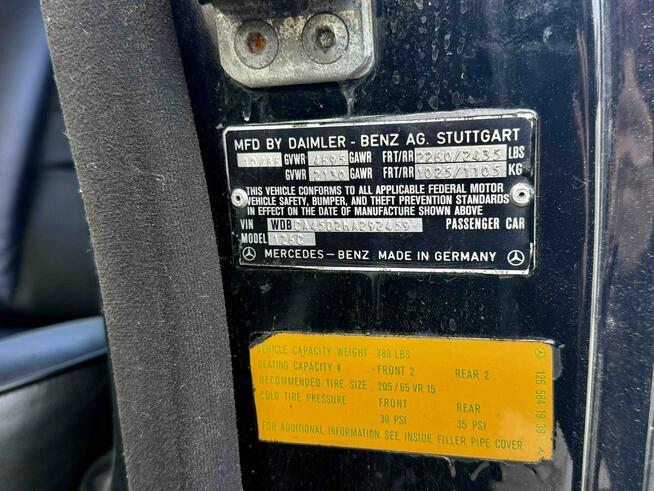 MFD BY DAIMLER - BENZ AG. STUTTGART
10/86 GVWR 4695 GAWR FRT/RR 2260/2435 LBS
GVWR 2130 GAWR FRT/RR 1025/1105 KG
THIS VEHICLE CONFORMS TO ALL APPLICABLE FEDERAL MOTOR
VEHICLE SAFETY, BUMPER, AND THEFT PREVENTION STANDARDS
IN EFFECT ON THE DATE OF MANUFACTURE SHOWN ABOVE
VIN WDBCA45D2HA292459 PASSENGER CAR
MODEL 126C
MERCEDES-BENZ MADE IN GERMANY
VEHICLE CAPACITY WEIGHT 780 LBS
SEATING CAPACITY 4 FRONT 2 REAR 2
RECOMMENDED TIRE SIZE 205/65 VR 15
COLD TIRE PRESSURE FRONT REAR
30 PSI 35 PSI
FOR ADDITIONAL INFORMATION SEE INSIDE FILLER PIPE COVER
126 584 19 39